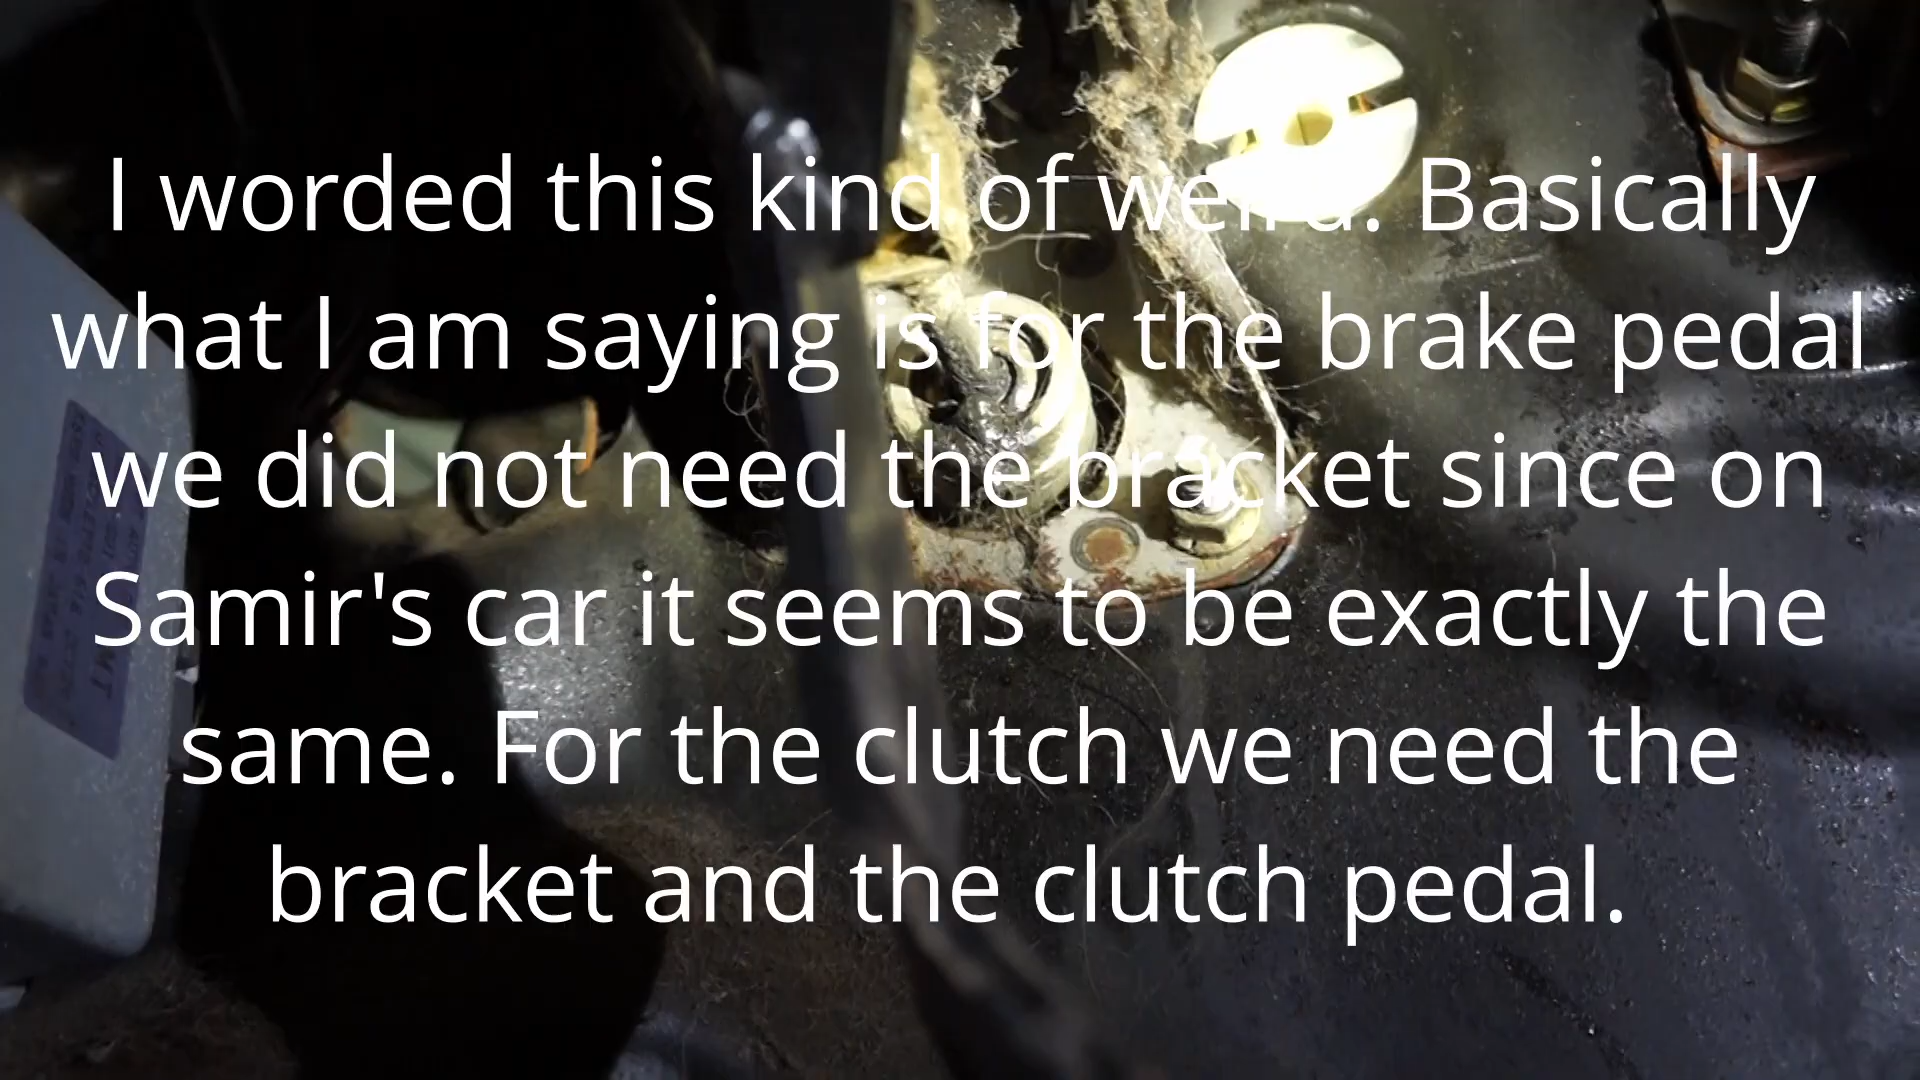 I worded this kind of weird. Basically
what I am saying is for the brake pedal
we did not need the bracket since on
Samir's car it seems to be exactly the
same. For the clutch we need the
bracket and the clutch pedal.